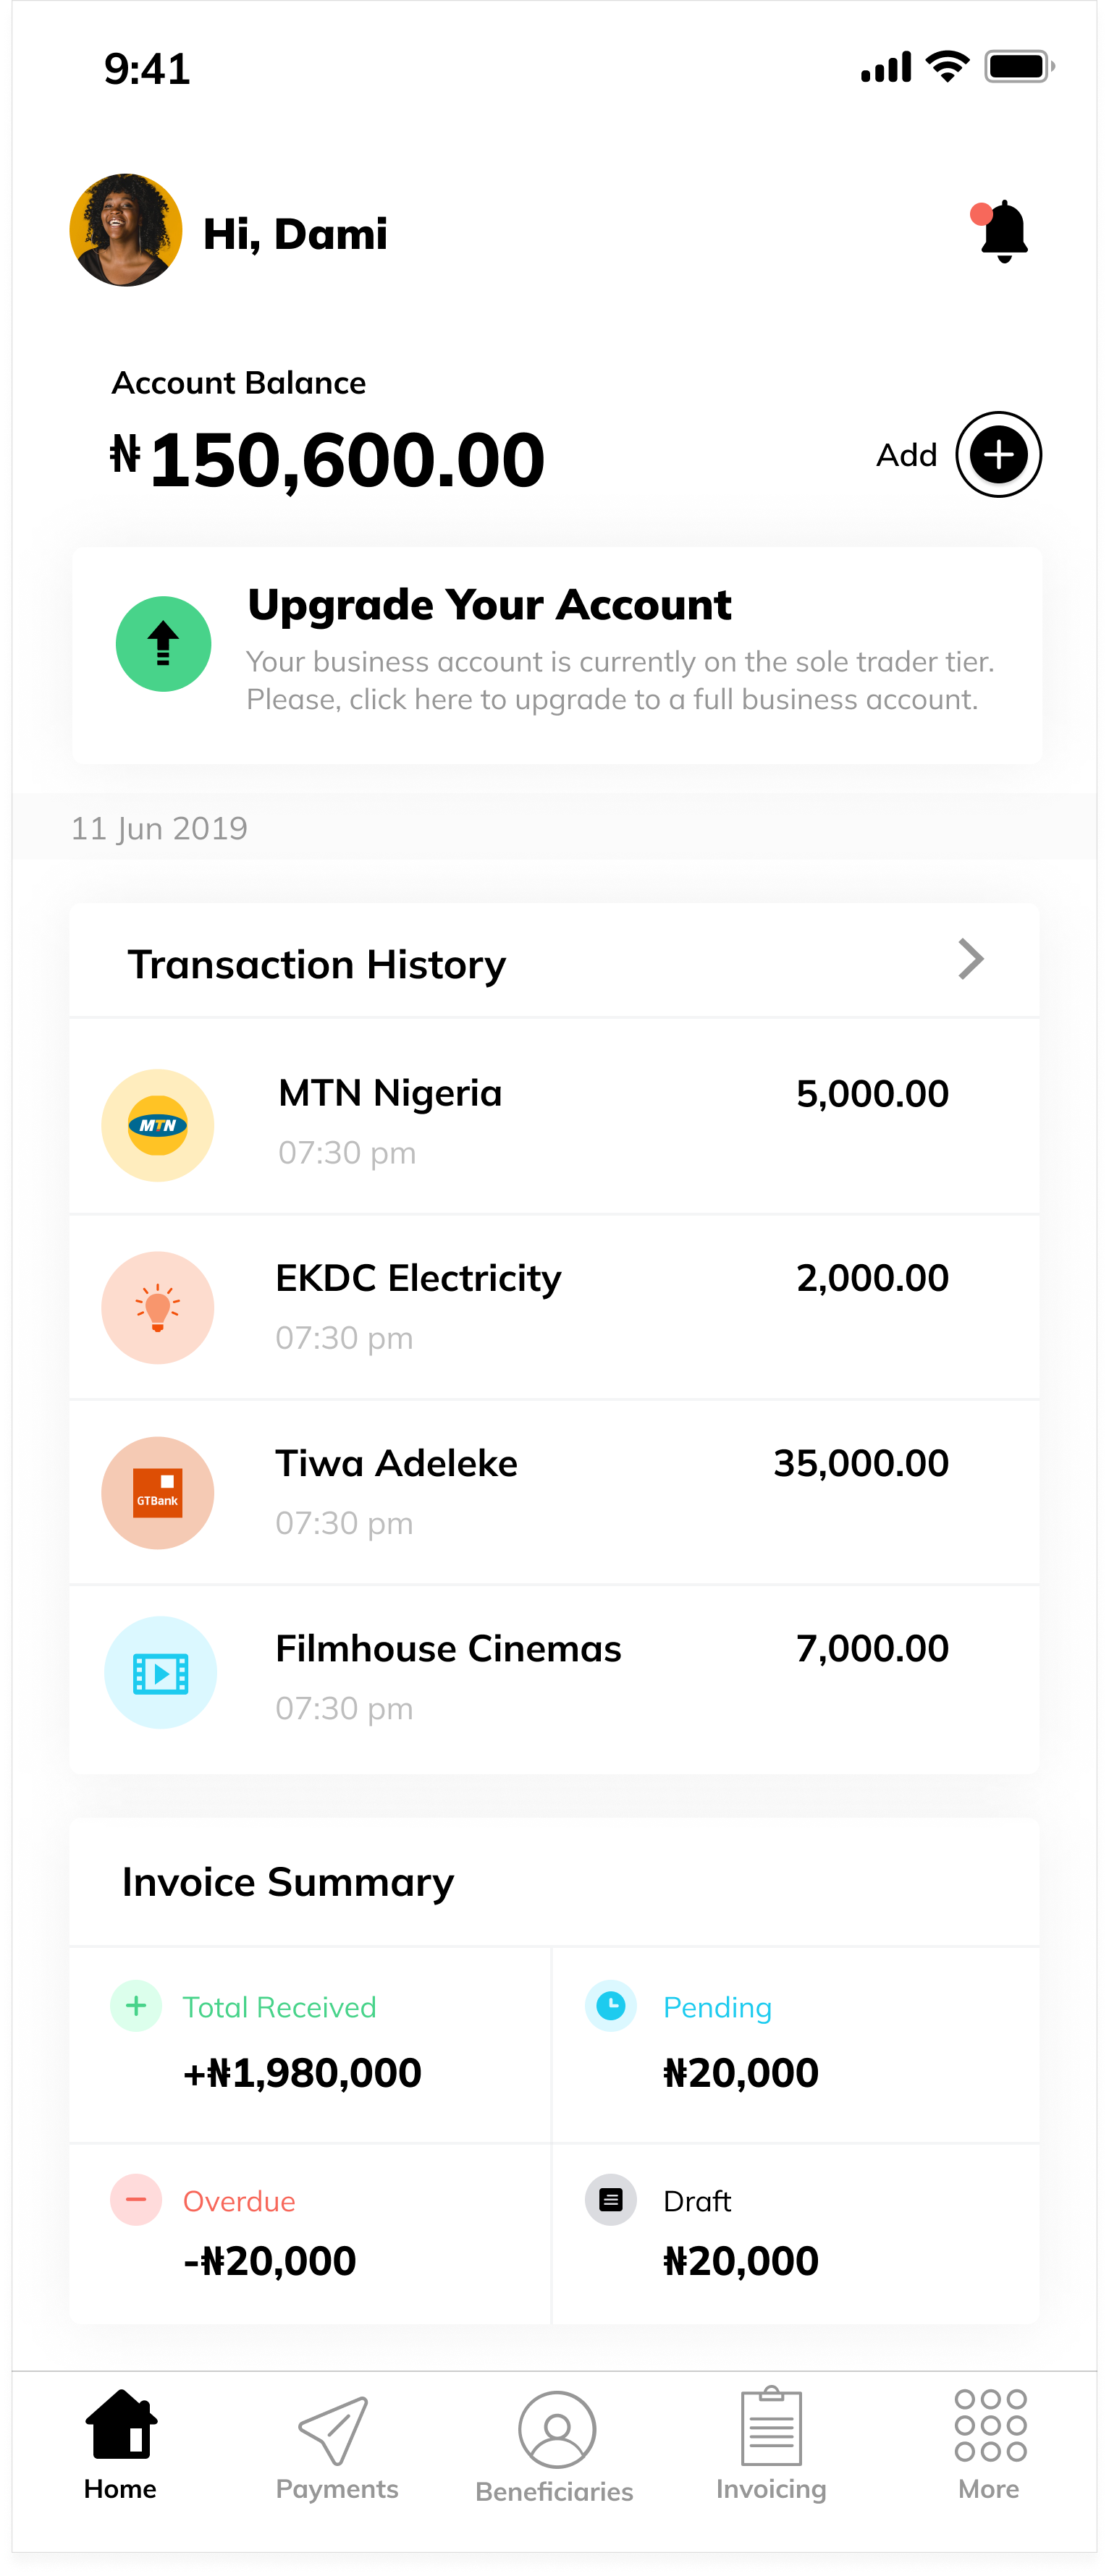 9:41
Hi, Dami
Account Balance
₦150,600.00
Add
Upgrade Your Account
Your business account is currently on the sole trader tier.
Please, click here to upgrade to a full business account.
11 Jun 2019
Transaction History
MTN
MTN Nigeria
5,000.00
07:30 pm
EKDC Electricity
2,000.00
07:30 pm
GTBank
Tiwa Adeleke
35,000.00
07:30 pm
Filmhouse Cinemas
7,000.00
07:30 pm
Invoice Summary
Total Received
+₦1,980,000
Pending
₦20,000
Overdue
-₦20,000
Draft
₦20,000
Home
Payments
Beneficiaries
Invoicing
More